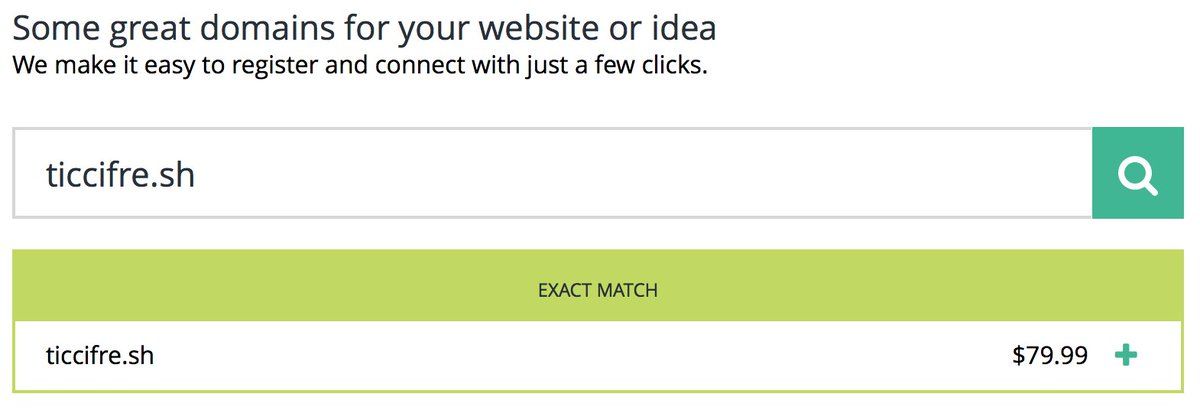 Some great domains for your website or idea
We make it easy to register and connect with just a few clicks.
ticcifre.sh
EXACT MATCH
ticcifre.sh $79.99